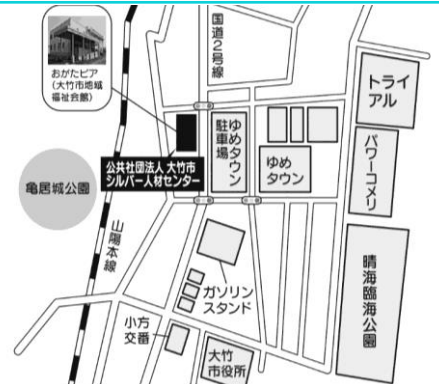 おがたピア
(大竹市地域
福祉会館)
国道2号線
トライ
アル
ゆめタウン
駐車場
ゆめ
タウン
パワーコメリ
公共社団法人 大竹市
シルバー人材センター
亀居城公園
山陽本線
ガソリン
スタンド
晴海臨海公園
小方
交番
大竹
市役所